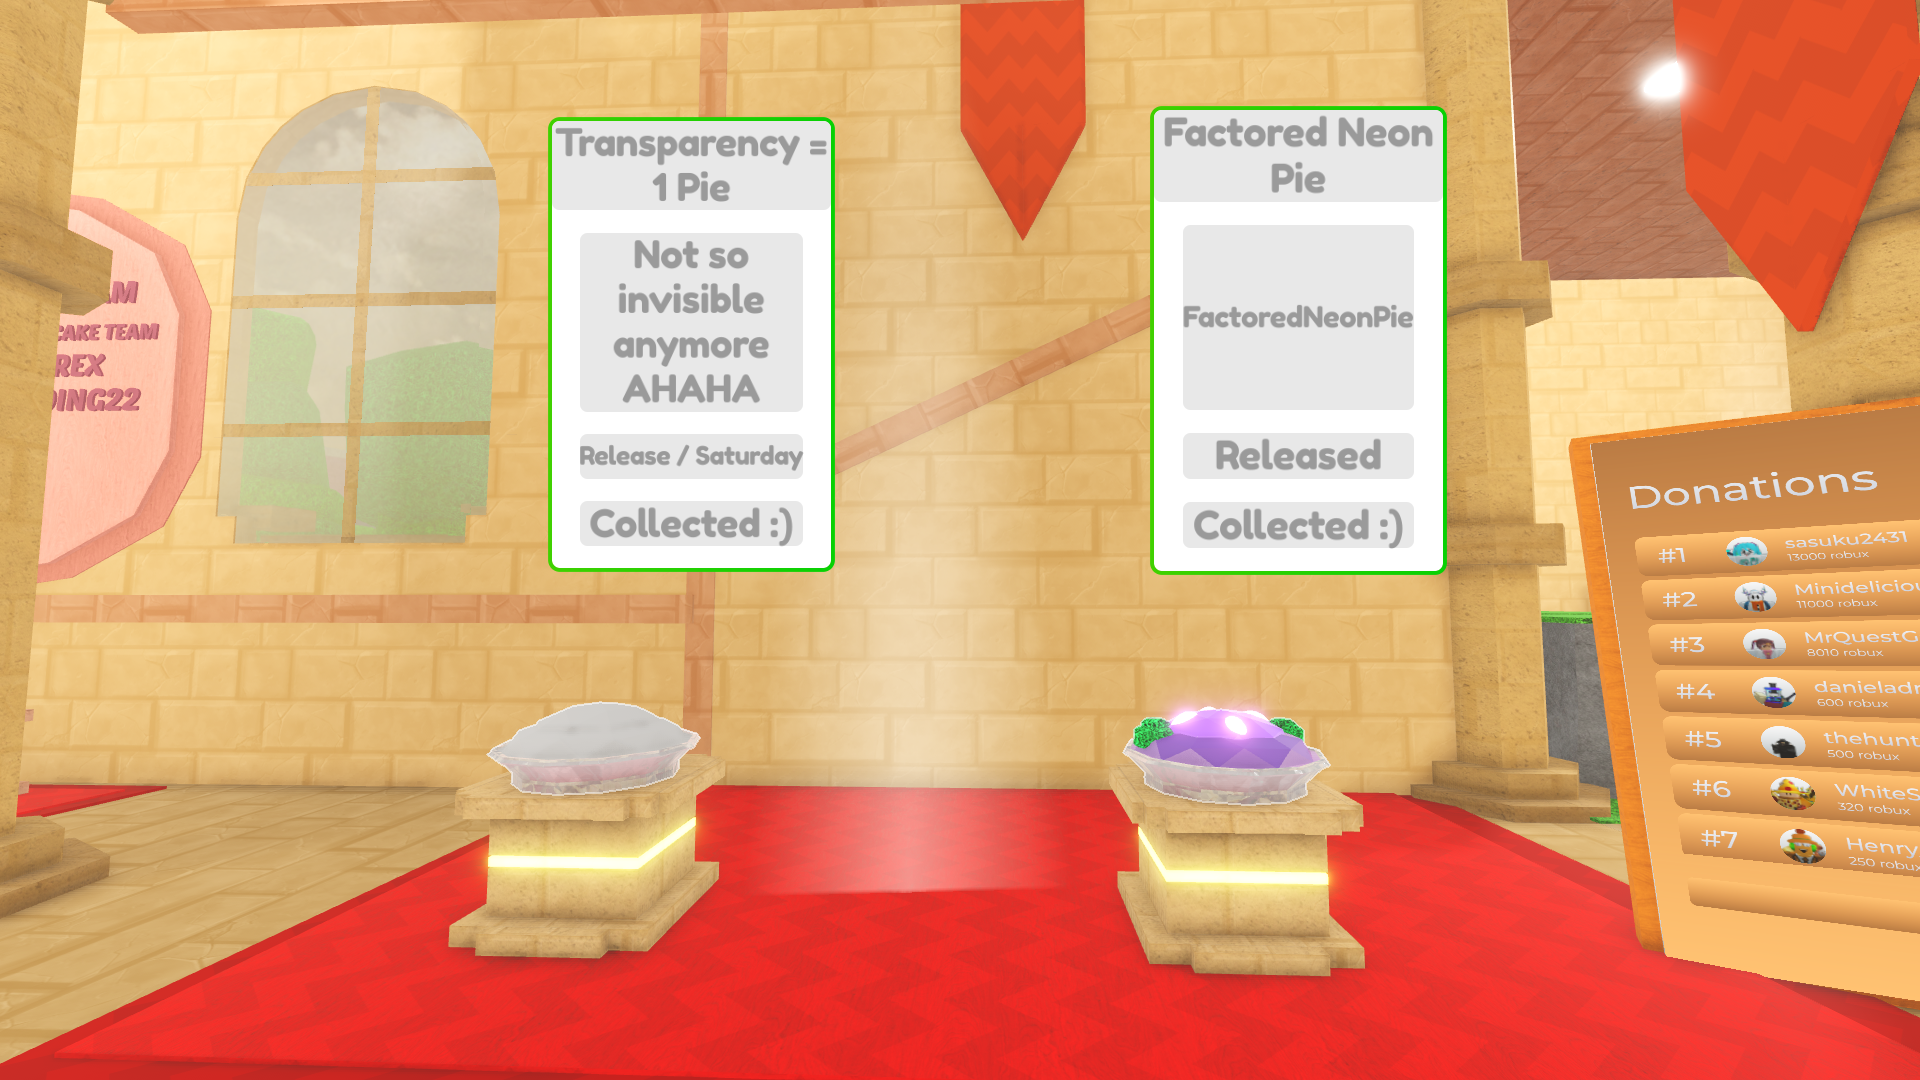 Transparency =
1 Pie
Not so
invisible
anymore
AHAHA
Release / Saturday
Collected :)
Factored Neon
Pie
FactoredNeonPie
Released
Collected :)
CAKE TEAM
REX
Donations
#1 sasuku2431
13000 robux
#2
11000 robux
#3
8010 robux
#4
600 robux
#5
500 robux
#6
320 robux
#7 Henry
250 robux